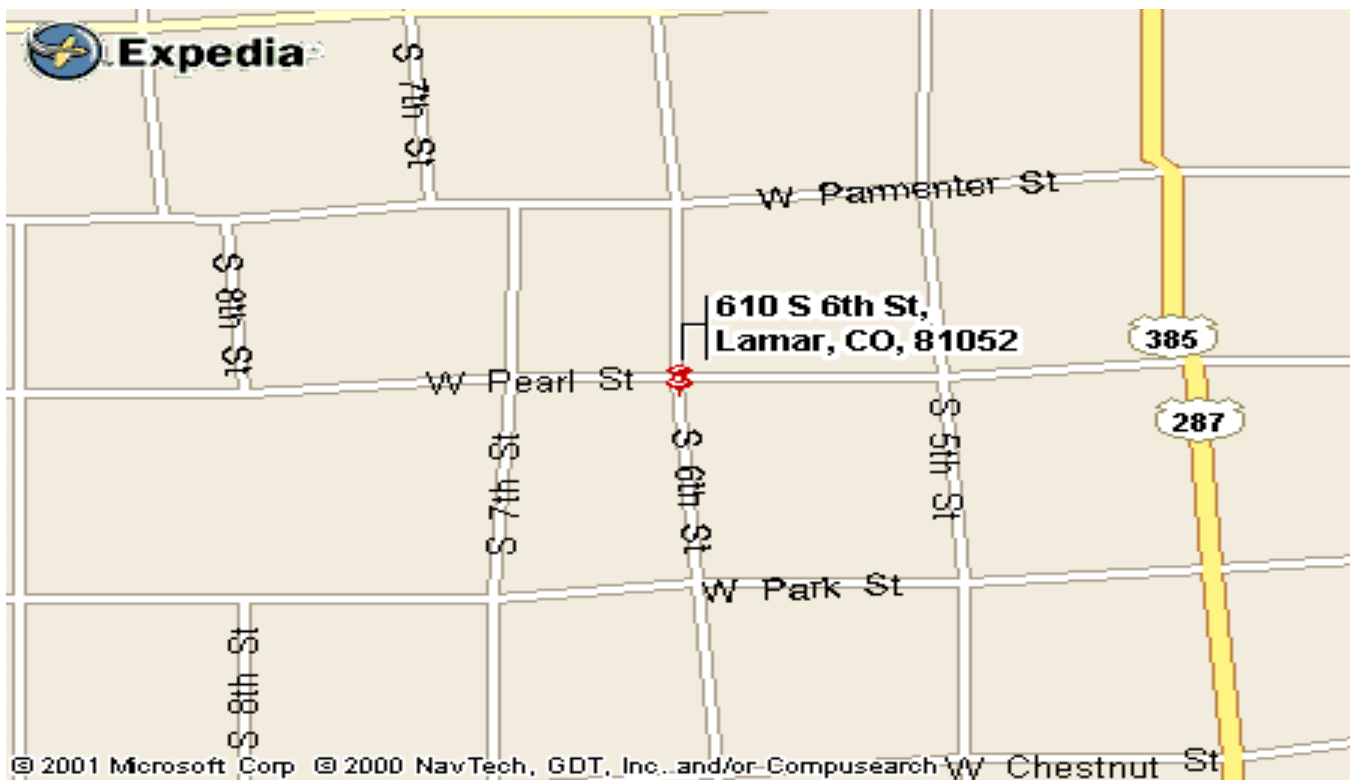 Expedia
S 7th St
W Parmenter St
S 8th St
610 S 6th St,
Lamar, CO, 81052
385
W Pearl St
287
S 5th St
S 7th St
S 6th St
W Park St
S 8th St
W Chestnut St
© 2001 Microsoft Corp © 2000 NavTech, GDT, Inc, and/or Compusearch